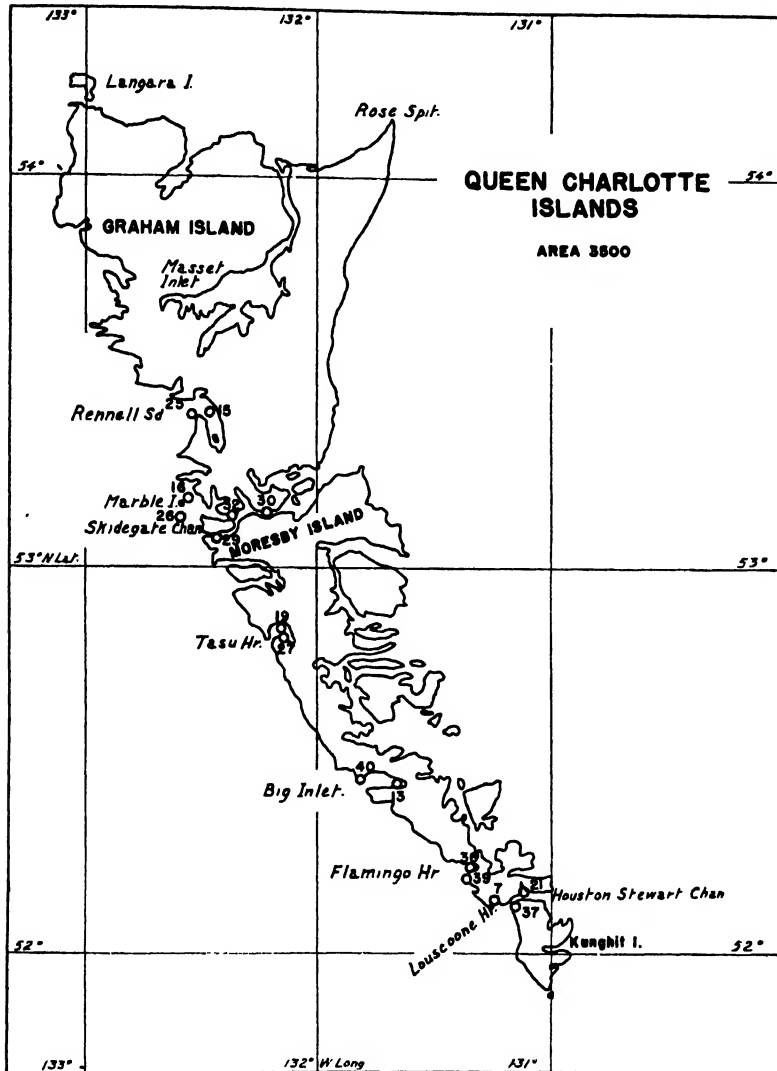 133°
132°
131°
Langara I.
Rose Spit.
54°
QUEEN CHARLOTTE
54°
ISLANDS
GRAHAM ISLAND
AREA 3500
Masset
Inlet
25
15
Rennell Sd
16
Marble I.
32
30
26
Skidegate Chan
29
MORESBY ISLAND
53° N Lat.
53°
19
Tasu Hr.
27
40
Big Inlet.
3
Flamingo Hr
39
7
21
Houston Stewart Chan
37
Louscoone Hr.
Kunghit I.
52°
52°
133°
132° W Long
131°